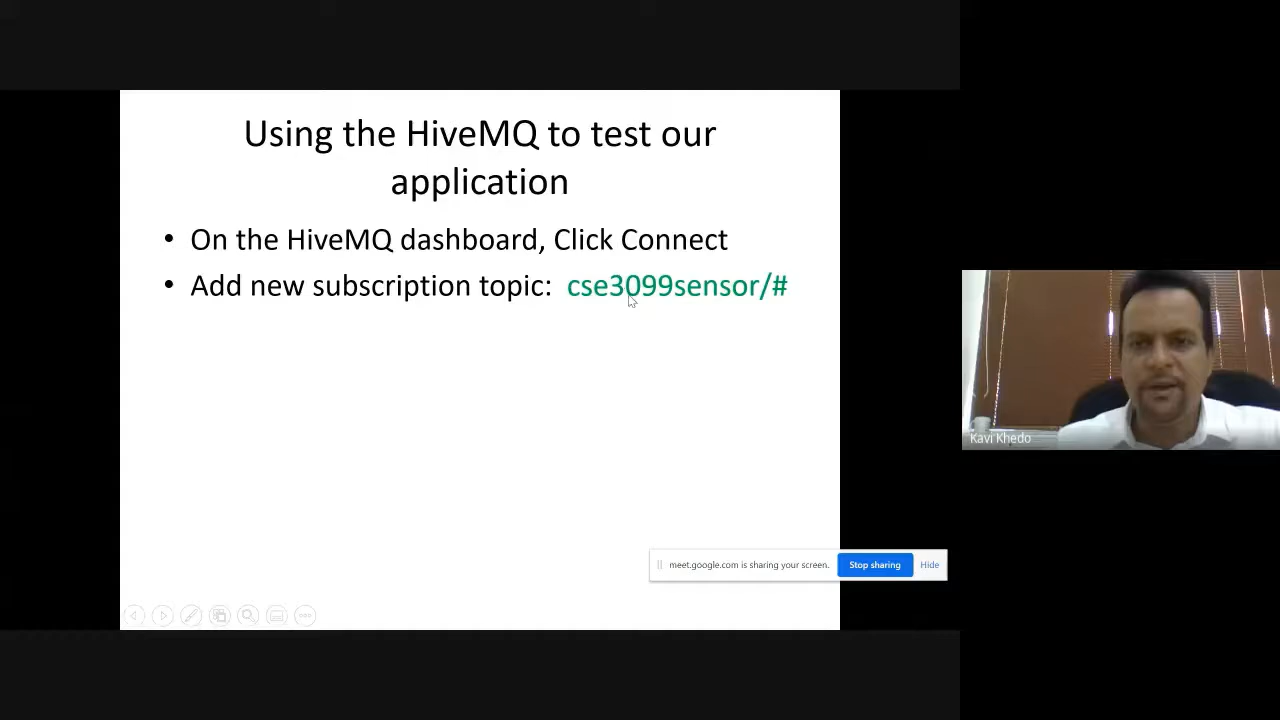 Using the HiveMQ to test our
application
• On the HiveMQ dashboard, Click Connect
• Add new subscription topic: cse3099sensor/#
Kavi Khedo
meet.google.com is sharing your screen.
Stop sharing
Hide